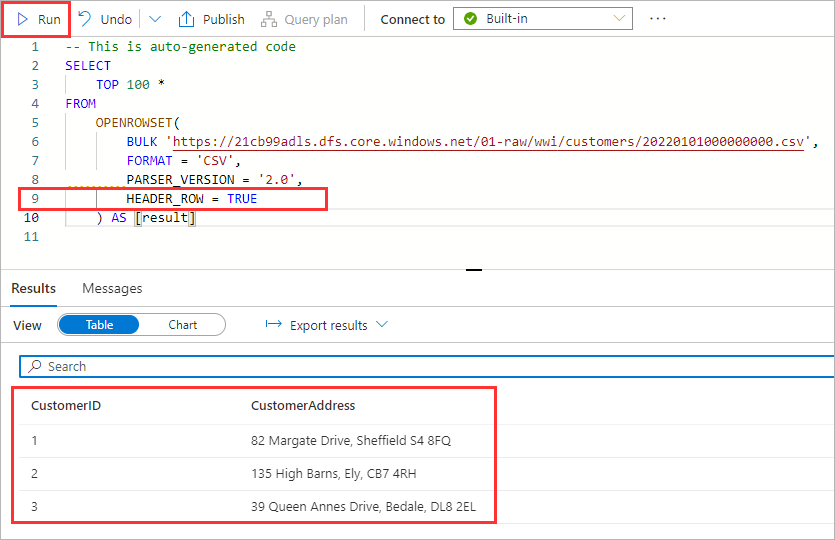 Run Undo Publish Query plan Connect to Built-in ...
1 -- This is auto-generated code
2 SELECT
3 TOP 100 *
4 FROM
5 OPENROWSET(
6 BULK 'https://21cb99adls.dfs.core.windows.net/01-raw/wwi/customers/20220101000000000.csv',
7 FORMAT = 'CSV',
8 PARSER_VERSION = '2.0',
9 HEADER_ROW = TRUE
10 ) AS [result]
11
Results Messages
View Table Chart Export results
Search
CustomerID CustomerAddress
1 82 Margate Drive, Sheffield S4 8FQ
2 135 High Barns, Ely, CB7 4RH
3 39 Queen Annes Drive, Bedale, DL8 2EL